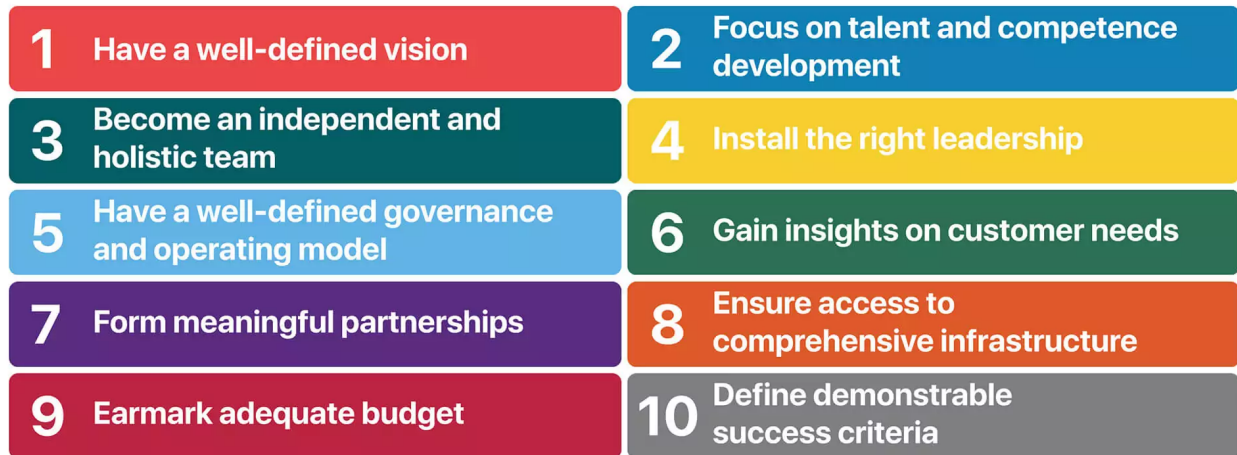 1 Have a well-defined vision
2 Focus on talent and competence
development
3 Become an independent and
holistic team
4 Install the right leadership
5 Have a well-defined governance
and operating model
6 Gain insights on customer needs
7 Form meaningful partnerships
8 Ensure access to
comprehensive infrastructure
9 Earmark adequate budget
10 Define demonstrable
success criteria